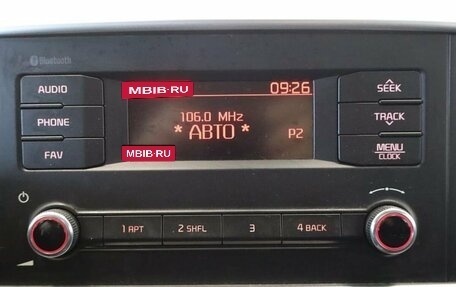 Bluetooth
AUDIO
MBIB.RU
09:26
SEEK
PHONE
106.0 MHz
TRACK
* АВТО *
P2
FAV
MBIB.RU
MENU
CLOCK
1 RPT
2 SHFL
3
4 BACK